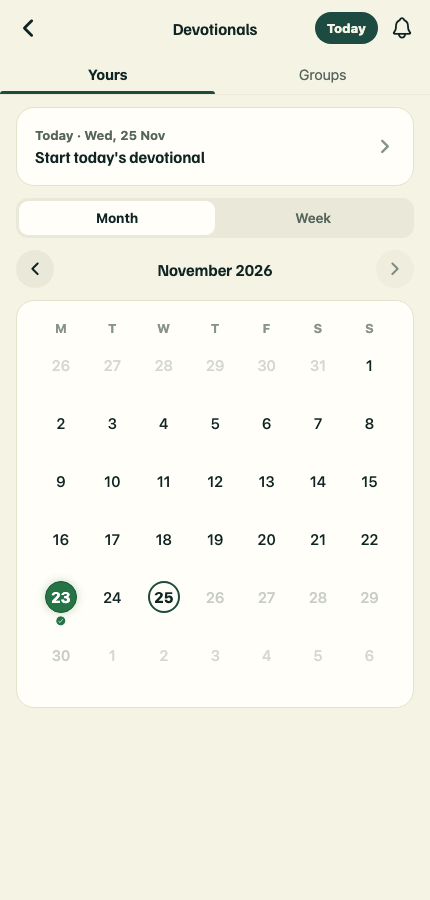 Devotionals
Today
Yours
Groups
Today · Wed, 25 Nov
Start today's devotional
Month
Week
November 2026
M T W T F S S
26 27 28 29 30 31 1
2 3 4 5 6 7 8
9 10 11 12 13 14 15
16 17 18 19 20 21 22
23 24 25 26 27 28 29
30 1 2 3 4 5 6